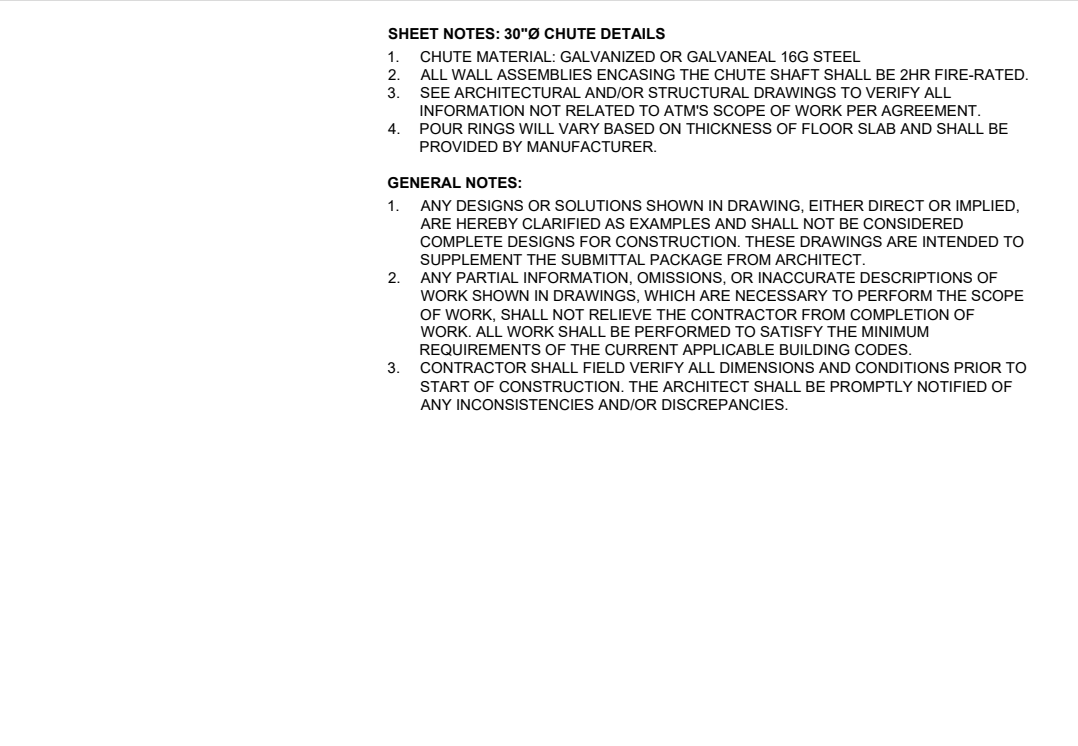 SHEET NOTES: 30"Ø CHUTE DETAILS
1. CHUTE MATERIAL: GALVANIZED OR GALVANEAL 16G STEEL
2. ALL WALL ASSEMBLIES ENCASING THE CHUTE SHAFT SHALL BE 2HR FIRE-RATED.
3. SEE ARCHITECTURAL AND/OR STRUCTURAL DRAWINGS TO VERIFY ALL
INFORMATION NOT RELATED TO ATM'S SCOPE OF WORK PER AGREEMENT.
4. POUR RINGS WILL VARY BASED ON THICKNESS OF FLOOR SLAB AND SHALL BE
PROVIDED BY MANUFACTURER.
GENERAL NOTES:
1. ANY DESIGNS OR SOLUTIONS SHOWN IN DRAWING, EITHER DIRECT OR IMPLIED,
ARE HEREBY CLARIFIED AS EXAMPLES AND SHALL NOT BE CONSIDERED
COMPLETE DESIGNS FOR CONSTRUCTION. THESE DRAWINGS ARE INTENDED TO
SUPPLEMENT THE SUBMITTAL PACKAGE FROM ARCHITECT.
2. ANY PARTIAL INFORMATION, OMISSIONS, OR INACCURATE DESCRIPTIONS OF
WORK SHOWN IN DRAWINGS, WHICH ARE NECESSARY TO PERFORM THE SCOPE
OF WORK, SHALL NOT RELIEVE THE CONTRACTOR FROM COMPLETION OF
WORK. ALL WORK SHALL BE PERFORMED TO SATISFY THE MINIMUM
REQUIREMENTS OF THE CURRENT APPLICABLE BUILDING CODES.
3. CONTRACTOR SHALL FIELD VERIFY ALL DIMENSIONS AND CONDITIONS PRIOR TO
START OF CONSTRUCTION. THE ARCHITECT SHALL BE PROMPTLY NOTIFIED OF
ANY INCONSISTENCIES AND/OR DISCREPANCIES.